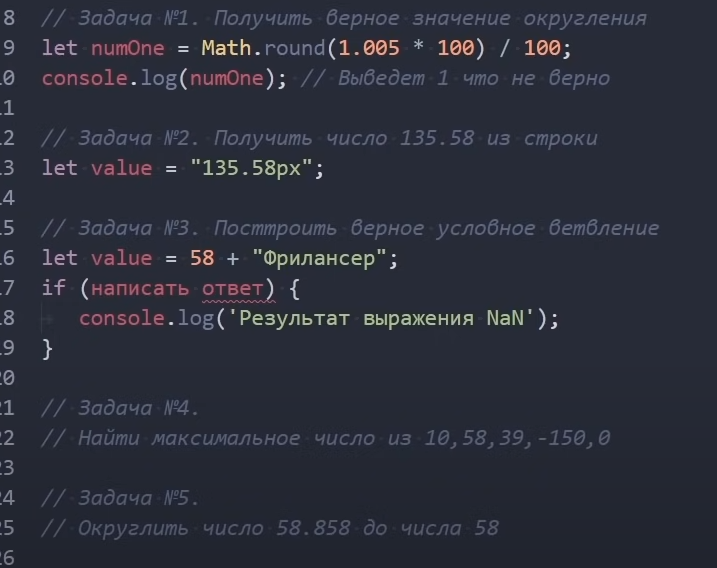 8 // Задача №1. Получить верное значение округления
9 let numOne = Math.round(1.005 * 100) / 100;
10 console.log(numOne); // Выведет 1 что не верно
11
12 // Задача №2. Получить число 135.58 из строки
13 let value = "135.58px";
14
15 // Задача №3. Посттроить верное условное ветвление
16 let value = 58 + "Фрилансер";
17 if (написать ответ) {
18 console.log('Результат выражения NaN');
19 }
20
21 // Задача №4.
22 // Найти максимальное число из 10,58,39,-150,0
23
24 // Задача №5.
25 // Округлить число 58.858 до числа 58
26